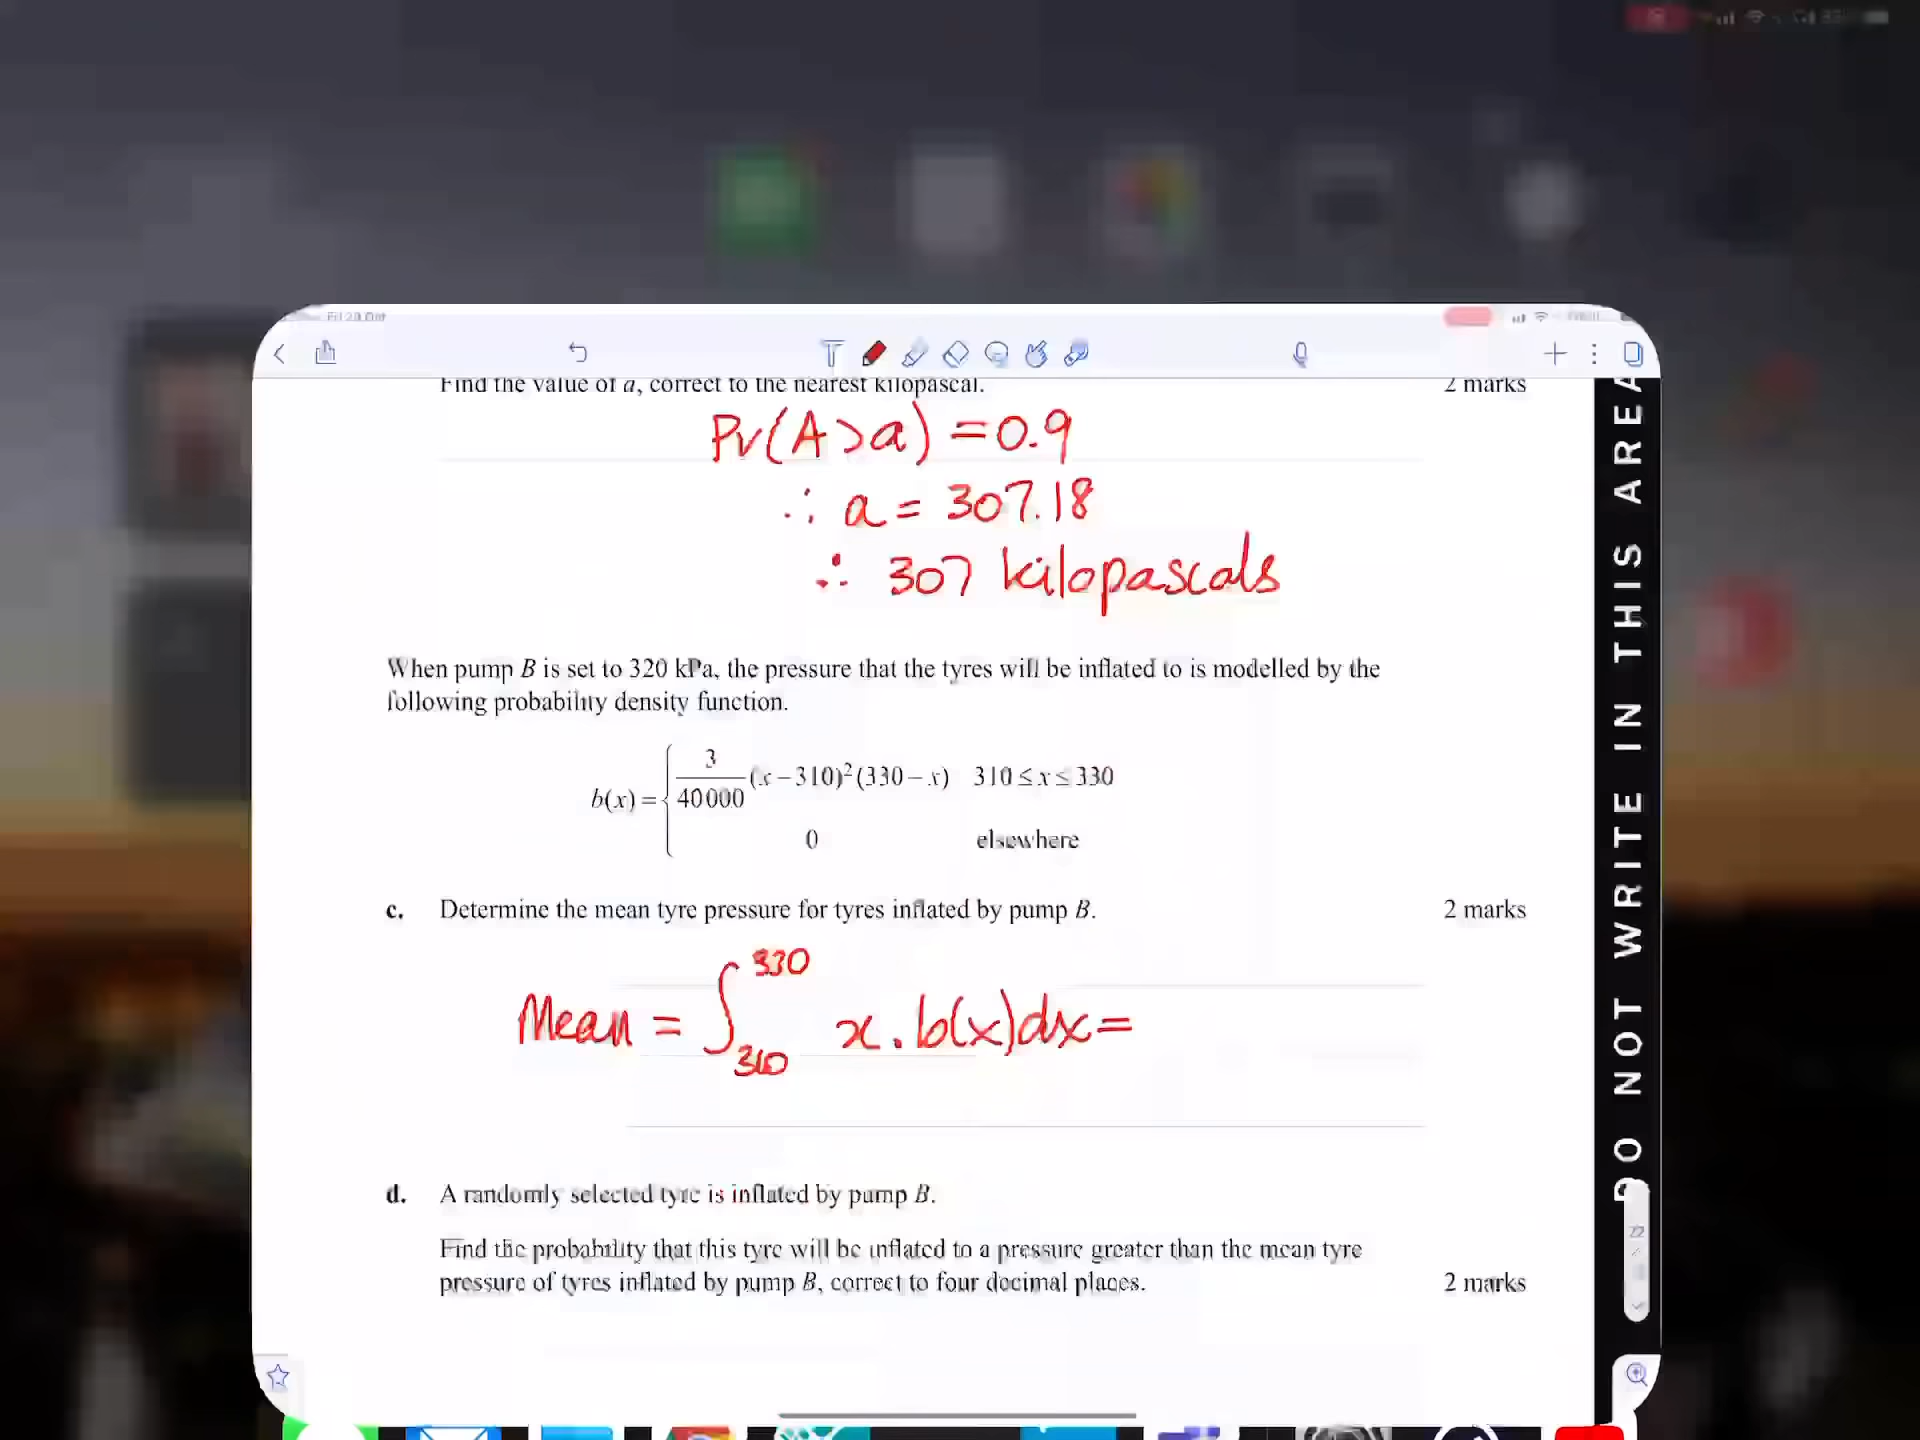 Fri 29 Oct
Find the value of a, correct to the nearest kilopascal. 2 marks
Pr(A>a) = 0.9
∴ a = 307.18
∴ 307 kilopascals
When pump B is set to 320 kPa, the pressure that the tyres will be inflated to is modelled by the
following probability density function.
b(x) = { 3/40000 (x−310)²(330−x) 310≤x≤330
0 elsewhere
c. Determine the mean tyre pressure for tyres inflated by pump B. 2 marks
Mean = ∫₃₁₀³³⁰ x.b(x)dx=
d. A randomly selected tyre is inflated by pump B.
Find the probability that this tyre will be inflated to a pressure greater than the mean tyre
pressure of tyres inflated by pump B, correct to four decimal places. 2 marks
DO NOT WRITE IN THIS AREA